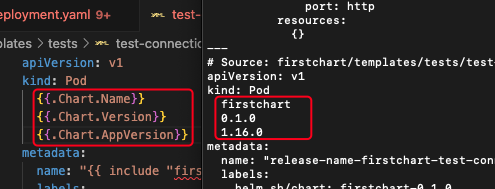 eployment.yaml 9+
test-
plates > tests > test-connection
apiVersion: v1
kind: Pod
{{.Chart.Name}}
{{.Chart.Version}}
{{.Chart.AppVersion}}
metadata:
name: "{{ include "firs
labels:
port: http
resources:
{}
---
# Source: firstchart/templates/tests/test-
apiVersion: v1
kind: Pod
firstchart
0.1.0
1.16.0
metadata:
name: "release-name-firstchart-test-con
labels:
helm.sh/chart: firstchart-0.1.0